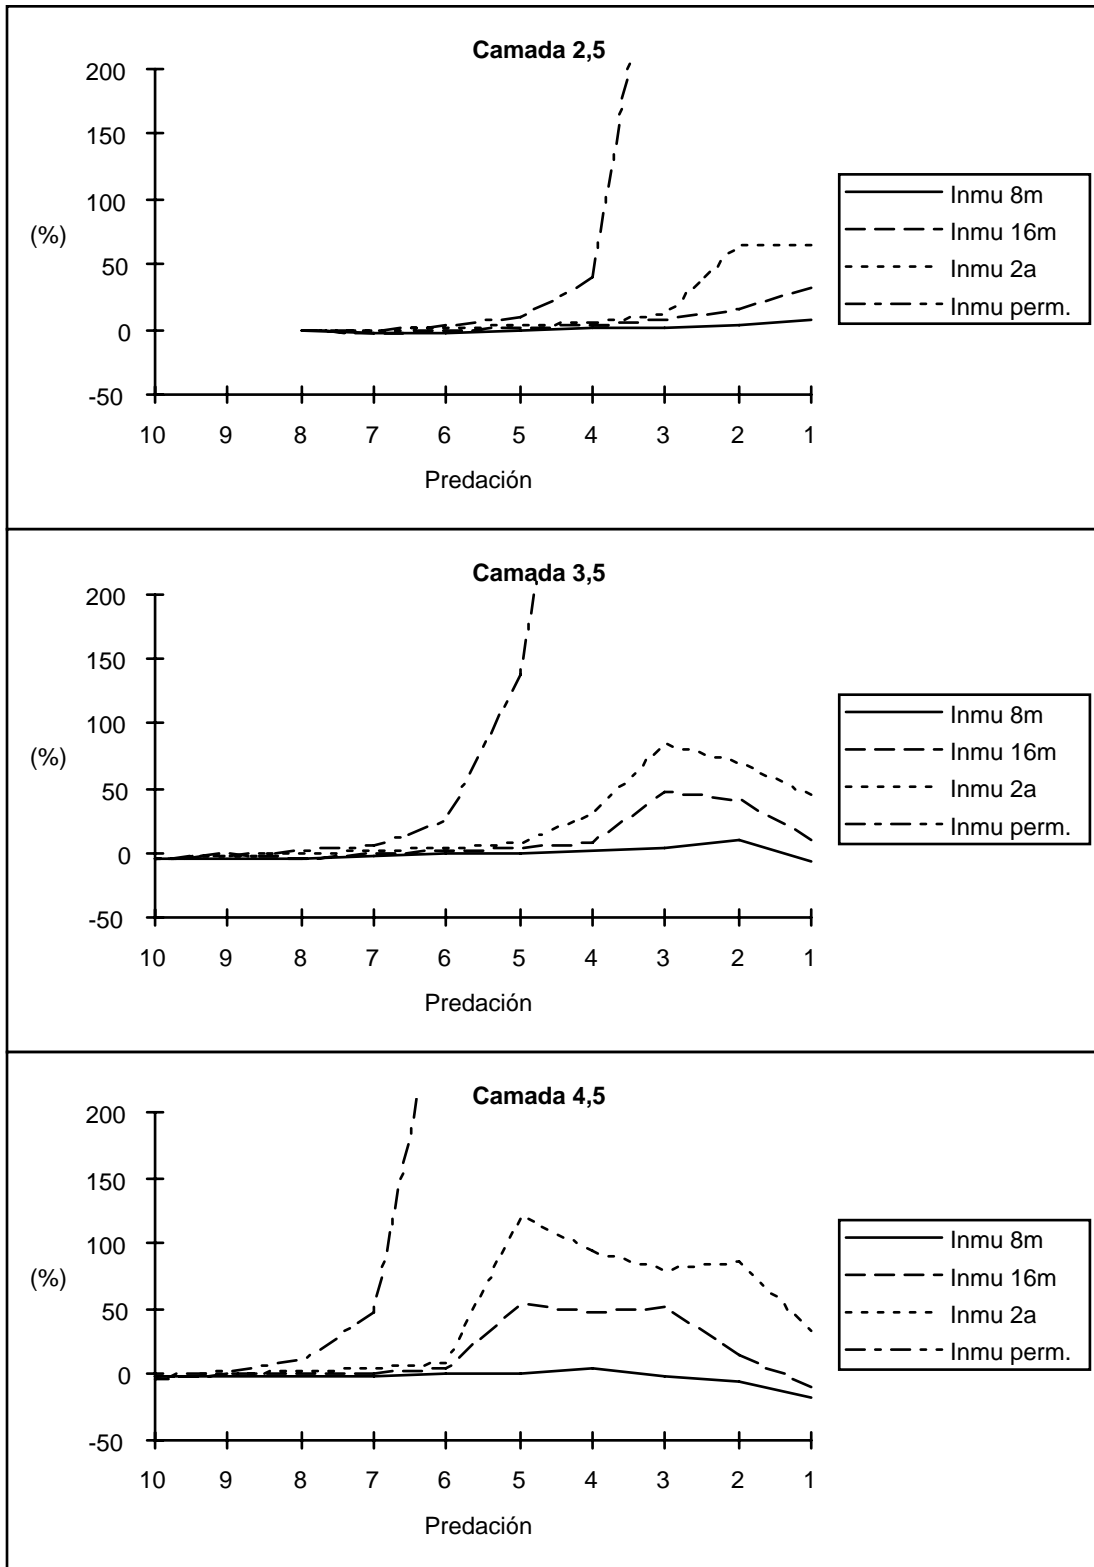 Camada 2,5
200
150
100
(%)
50
0
-50
10 9 8 7 6 5 4 3 2 1
Predación
Inmu 8m
Inmu 16m
Inmu 2a
Inmu perm.
Camada 3,5
200
150
100
(%)
50
0
-50
10 9 8 7 6 5 4 3 2 1
Predación
Inmu 8m
Inmu 16m
Inmu 2a
Inmu perm.
Camada 4,5
200
150
100
(%)
50
0
-50
10 9 8 7 6 5 4 3 2 1
Predación
Inmu 8m
Inmu 16m
Inmu 2a
Inmu perm.